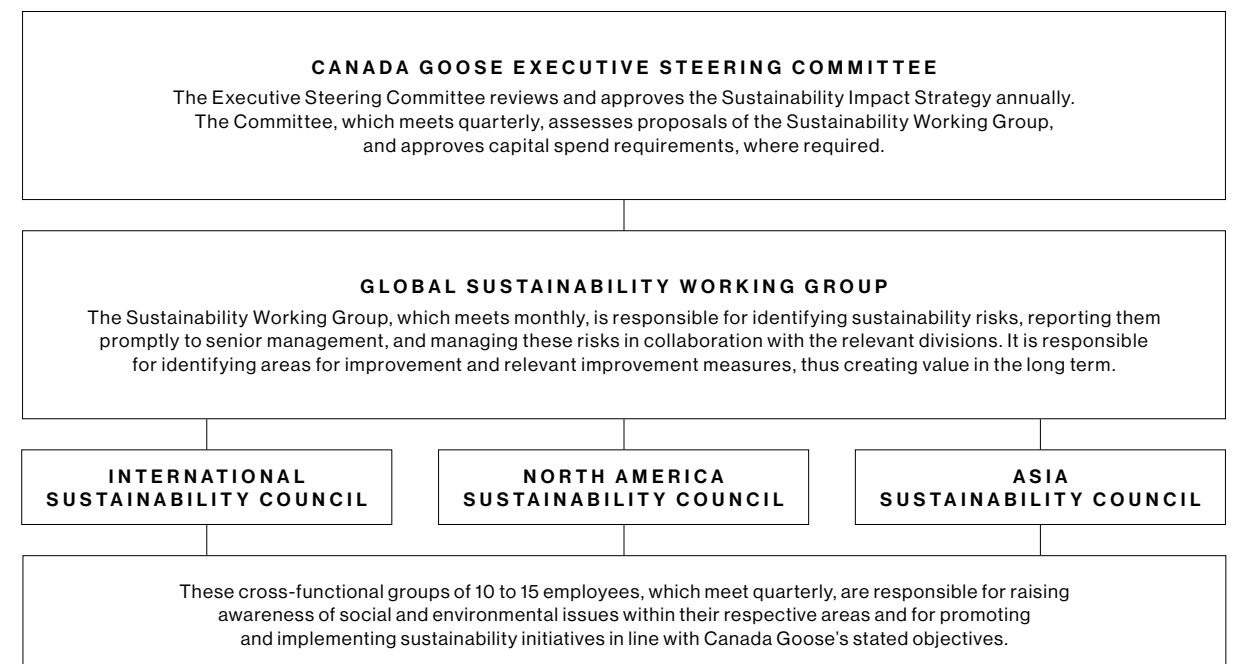 CANADA GOOSE EXECUTIVE STEERING COMMITTEE
The Executive Steering Committee reviews and approves the Sustainability Impact Strategy annually.
The Committee, which meets quarterly, assesses proposals of the Sustainability Working Group,
and approves capital spend requirements, where required.
GLOBAL SUSTAINABILITY WORKING GROUP
The Sustainability Working Group, which meets monthly, is responsible for identifying sustainability risks, reporting them
promptly to senior management, and managing these risks in collaboration with the relevant divisions. It is responsible
for identifying areas for improvement and relevant improvement measures, thus creating value in the long term.
INTERNATIONAL
SUSTAINABILITY COUNCIL
NORTH AMERICA
SUSTAINABILITY COUNCIL
ASIA
SUSTAINABILITY COUNCIL
These cross-functional groups of 10 to 15 employees, which meet quarterly, are responsible for raising
awareness of social and environmental issues within their respective areas and for promoting
and implementing sustainability initiatives in line with Canada Goose's stated objectives.